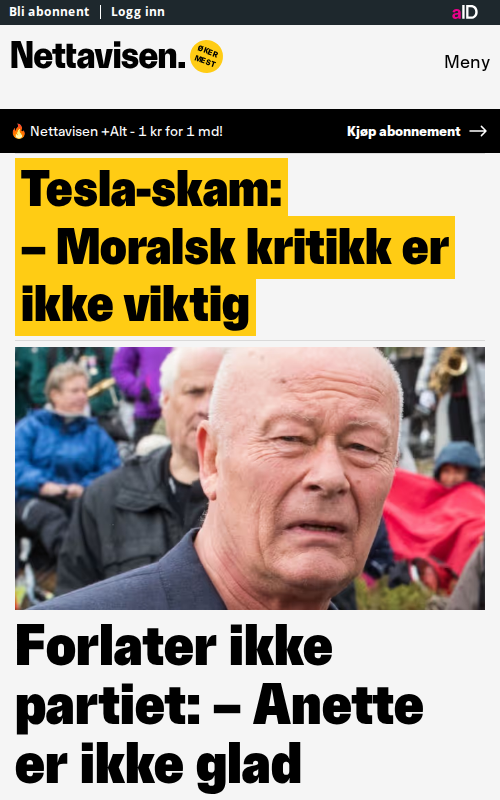 Bli abonnent | Logg inn
aID
Nettavisen.
ØKER
MEST
Meny
🔥 Nettavisen +Alt - 1 kr for 1 md!
Kjøp abonnement →
Tesla-skam:
– Moralsk kritikk er
ikke viktig
Forlater ikke
partiet: – Anette
er ikke glad